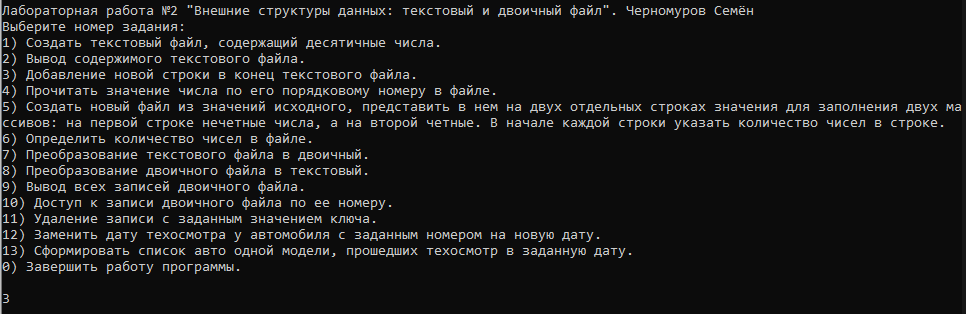 Лабораторная работа №2 "Внешние структуры данных: текстовый и двоичный файл". Черномуров Семён
Выберите номер задания:
1) Создать текстовый файл, содержащий десятичные числа.
2) Вывод содержимого текстового файла.
3) Добавление новой строки в конец текстового файла.
4) Прочитать значение числа по его порядковому номеру в файле.
5) Создать новый файл из значений исходного, представить в нем на двух отдельных строках значения для заполнения двух ма
ссивов: на первой строке нечетные числа, а на второй четные. В начале каждой строки указать количество чисел в строке.
6) Определить количество чисел в файле.
7) Преобразование текстового файла в двоичный.
8) Преобразование двоичного файла в текстовый.
9) Вывод всех записей двоичного файла.
10) Доступ к записи двоичного файла по ее номеру.
11) Удаление записи с заданным значением ключа.
12) Заменить дату техосмотра у автомобиля с заданным номером на новую дату.
13) Сформировать список авто одной модели, прошедших техосмотр в заданную дату.
0) Завершить работу программы.
3